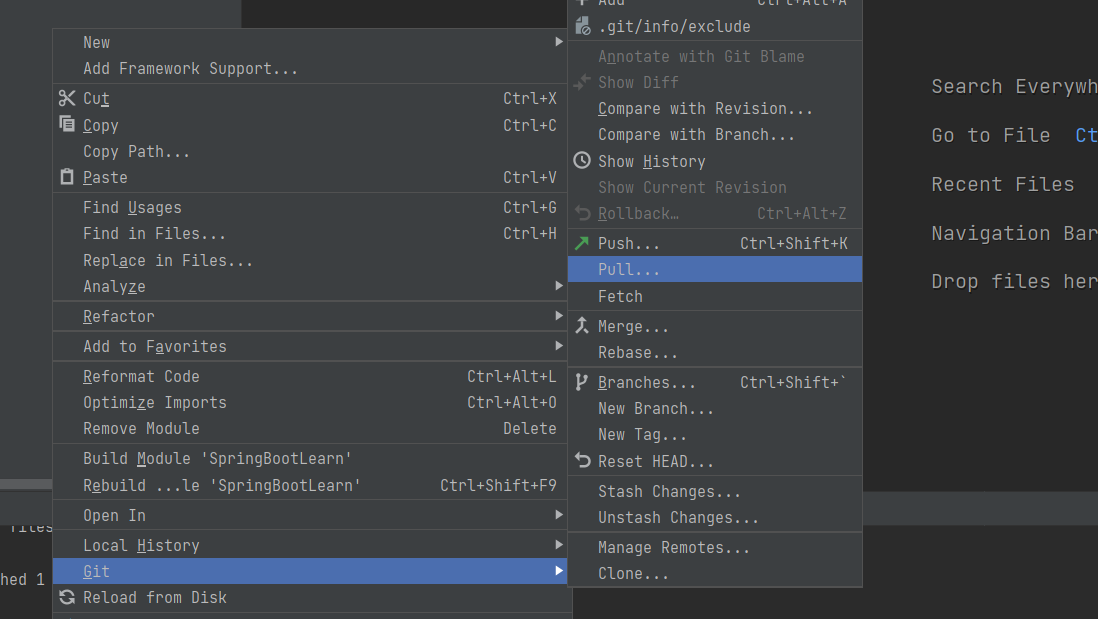 New
Add Framework Support...
Cut Ctrl+X
Copy Ctrl+C
Copy Path...
Paste Ctrl+V
Find Usages Ctrl+G
Find in Files... Ctrl+H
Replace in Files...
Analyze
Refactor
Add to Favorites
Reformat Code Ctrl+Alt+L
Optimize Imports Ctrl+Alt+O
Remove Module Delete
Build Module 'SpringBootLearn'
Rebuild ...le 'SpringBootLearn' Ctrl+Shift+F9
Open In
Local History
Git
Reload from Disk
Add Ctrl+Alt+A
.git/info/exclude
Annotate with Git Blame
Show Diff
Compare with Revision...
Compare with Branch...
Show History
Show Current Revision
Rollback… Ctrl+Alt+Z
Push... Ctrl+Shift+K
Pull...
Fetch
Merge...
Rebase...
Branches... Ctrl+Shift+`
New Branch...
New Tag...
Reset HEAD...
Stash Changes...
Unstash Changes...
Manage Remotes...
Clone...
Search Everywh
Go to File Ct
Recent Files
Navigation Bar
Drop files her
files
hed 1